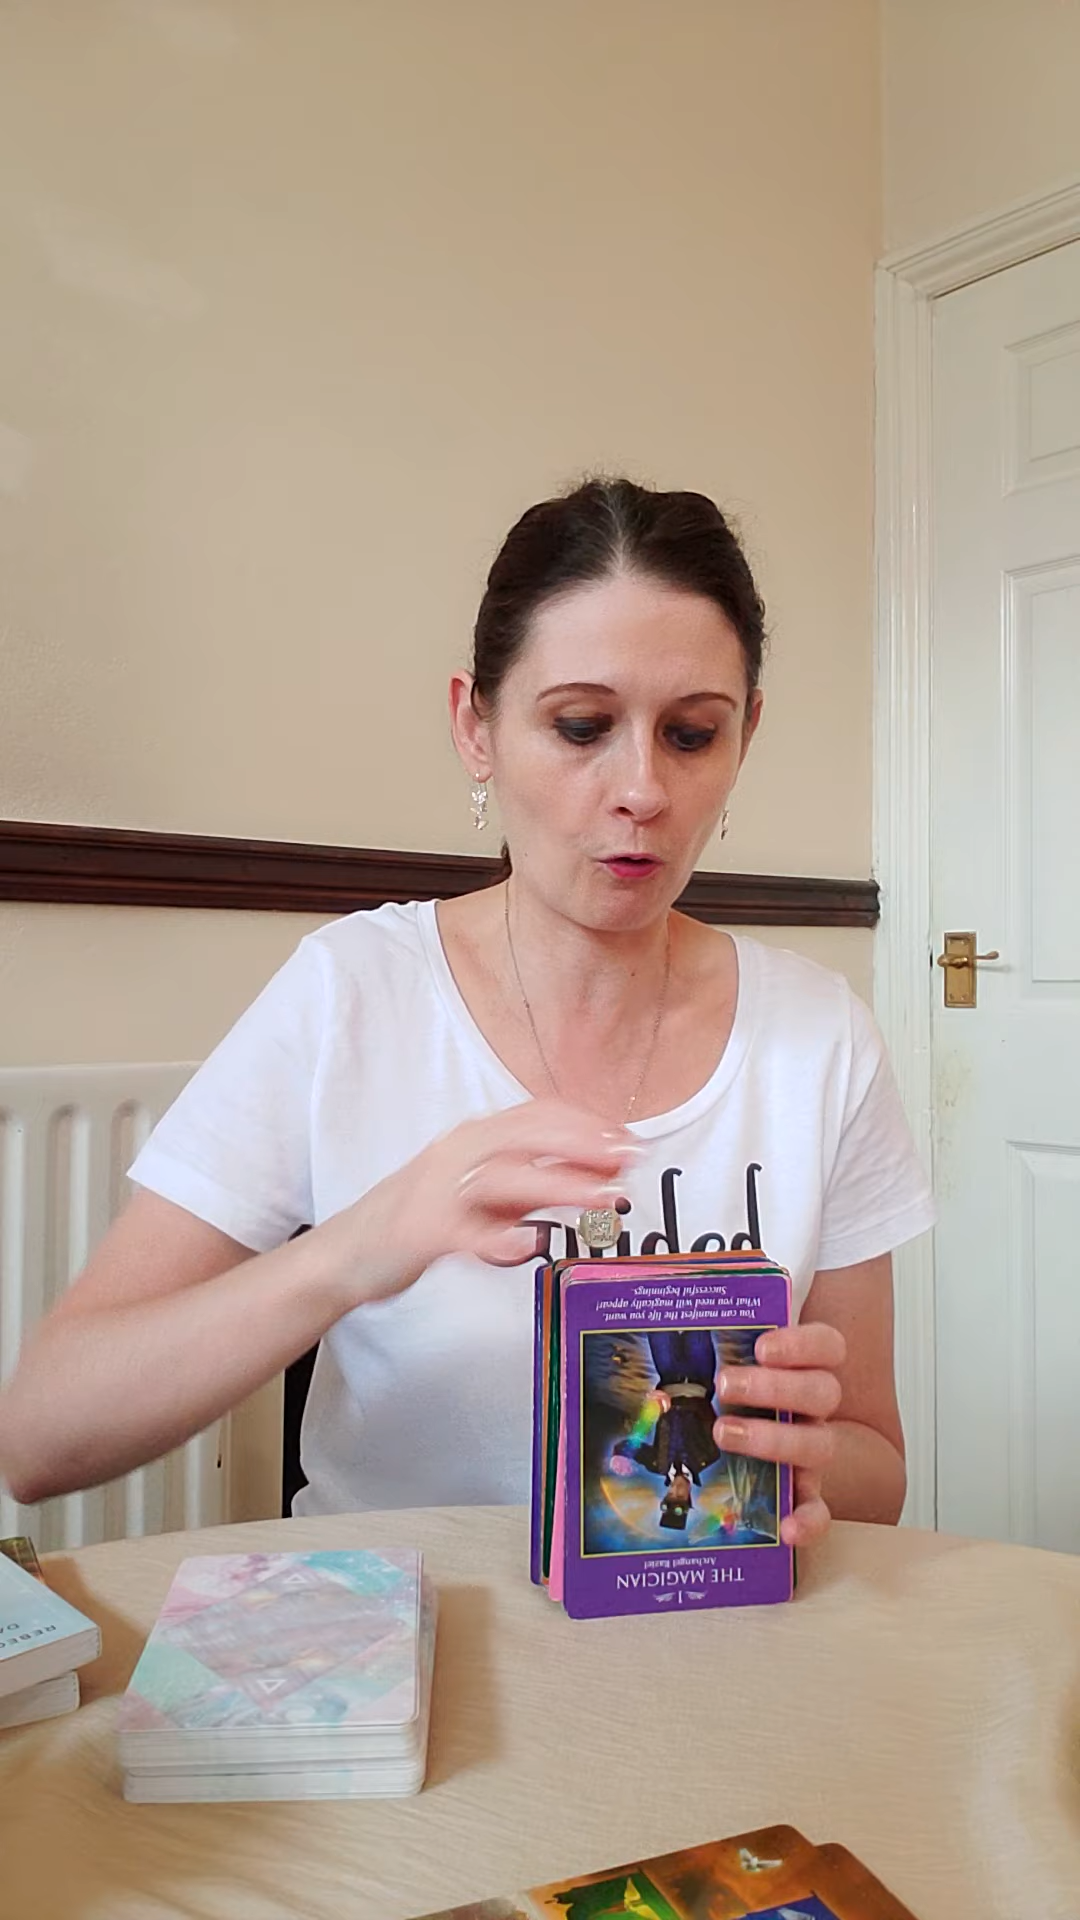 Guided
You can manifest the life you want.
What you need will magically appear!
Successful beginnings.
I
THE MAGICIAN
Archangel Raziel